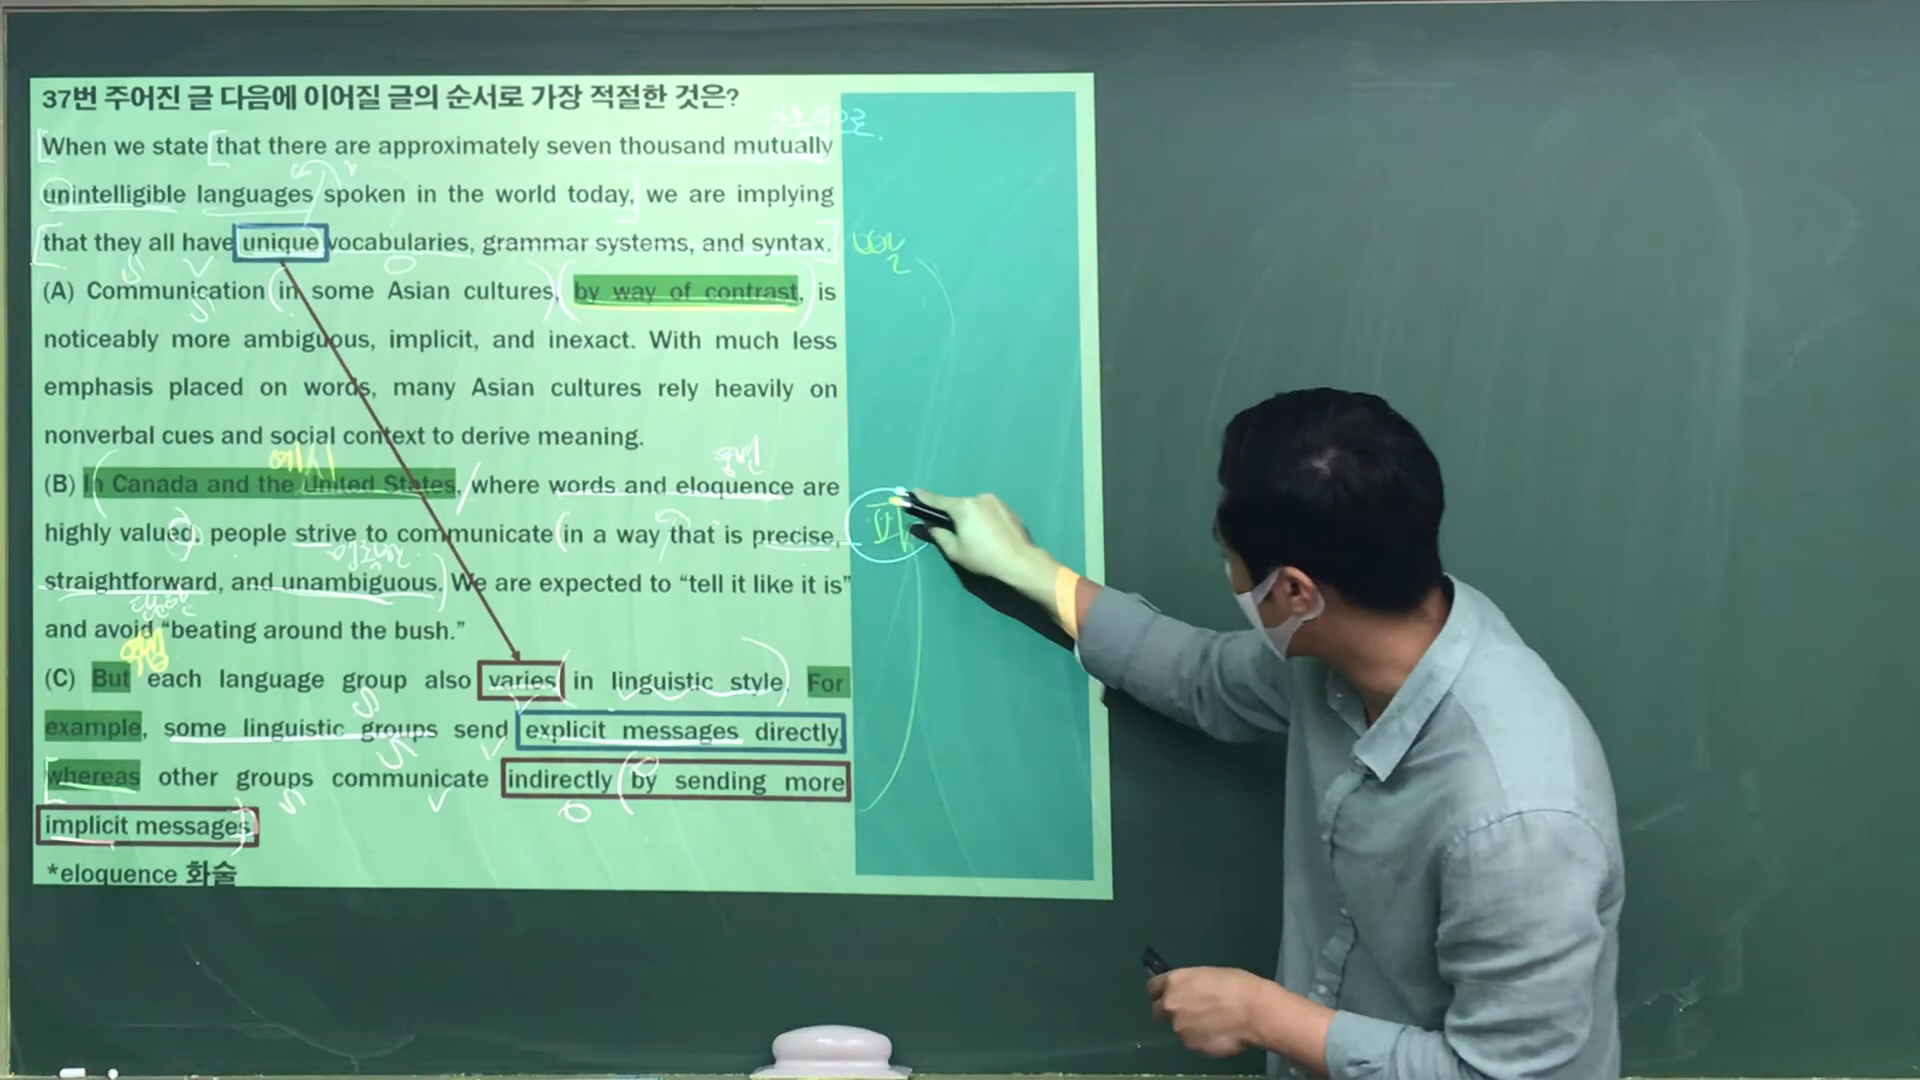 37번 주어진 글 다음에 이어질 글의 순서로 가장 적절한 것은?
When we state that there are approximately seven thousand mutually
unintelligible languages spoken in the world today, we are implying
that they all have unique vocabularies, grammar systems, and syntax.
(A) Communication in some Asian cultures, by way of contrast, is
noticeably more ambiguous, implicit, and inexact. With much less
emphasis placed on words, many Asian cultures rely heavily on
nonverbal cues and social context to derive meaning.
예시
(B) In Canada and the United States, where words and eloquence are
highly valued, people strive to communicate in a way that is precise,
straightforward, and unambiguous. We are expected to “tell it like it is”
and avoid “beating around the bush.”
역접
(C) But each language group also varies in linguistic style. For
example, some linguistic groups send explicit messages directly,
whereas other groups communicate indirectly by sending more
implicit messages.
*eloquence 화술